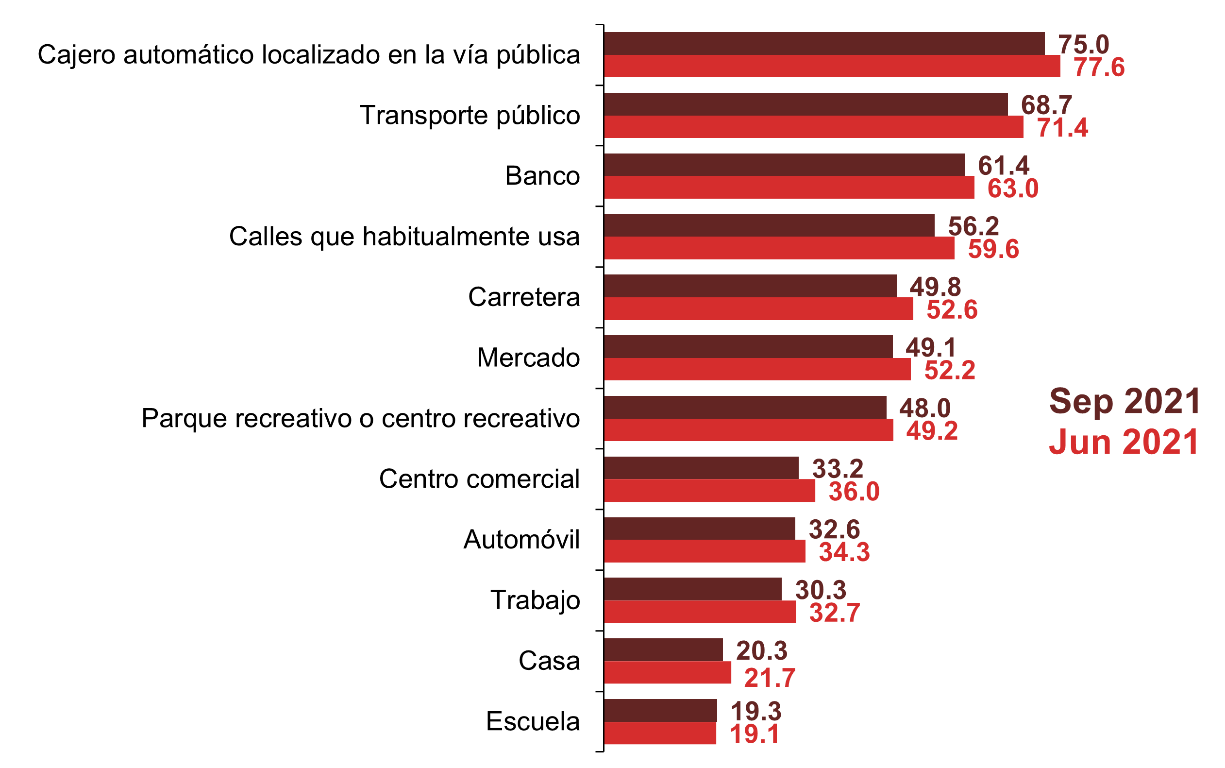 Cajero automático localizado en la vía pública
75.0
77.6
Transporte público
68.7
71.4
Banco
61.4
63.0
Calles que habitualmente usa
56.2
59.6
Carretera
49.8
52.6
Mercado
49.1
52.2
Parque recreativo o centro recreativo
48.0
49.2
Sep 2021
Jun 2021
Centro comercial
33.2
36.0
Automóvil
32.6
34.3
Trabajo
30.3
32.7
Casa
20.3
21.7
Escuela
19.3
19.1